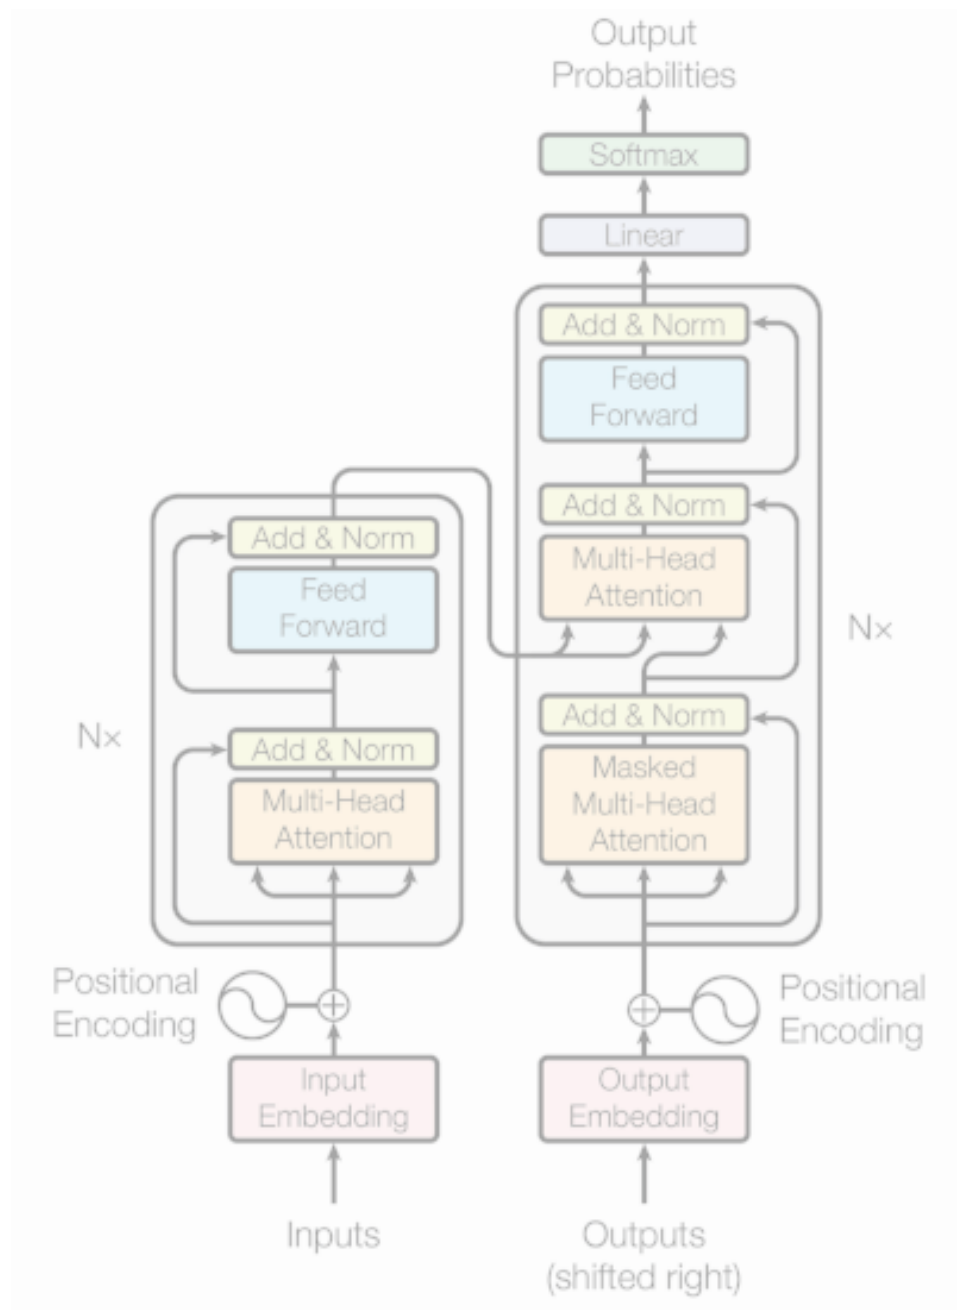 Output
Probabilities
Softmax
Linear
Add & Norm
Feed
Forward
Add & Norm
Multi-Head
Attention
Nx
Add & Norm
Masked
Multi-Head
Attention
Positional
Encoding
Output
Embedding
Outputs
(shifted right)
Add & Norm
Feed
Forward
Nx
Add & Norm
Multi-Head
Attention
Positional
Encoding
Input
Embedding
Inputs